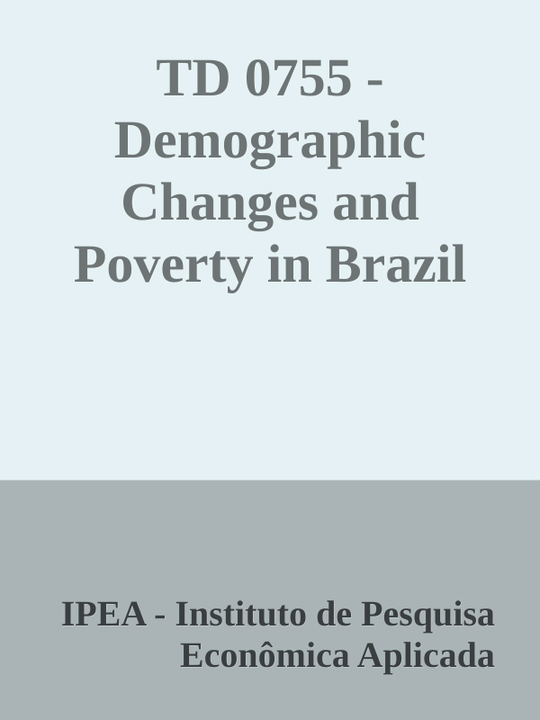 TD 0755 -
Demographic
Changes and
Poverty in Brazil
IPEA - Instituto de Pesquisa
Econômica Aplicada